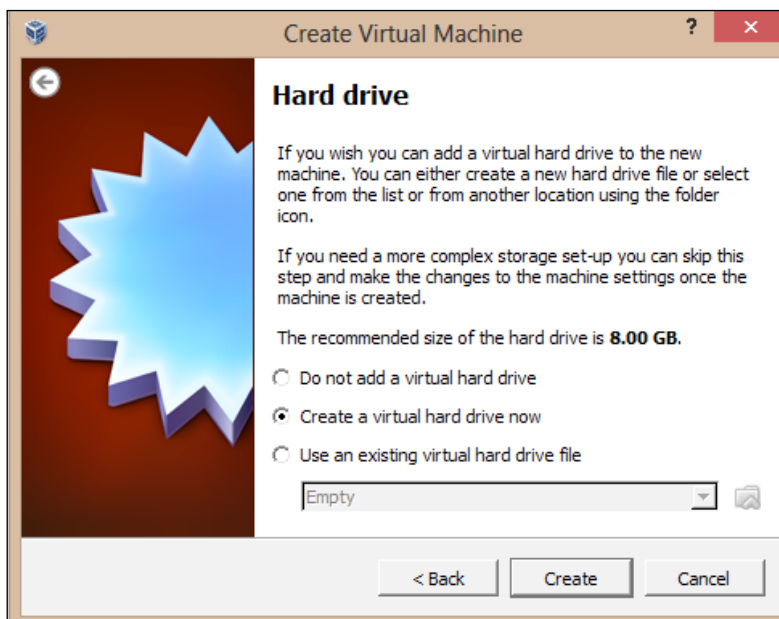 Create Virtual Machine
?
Hard drive
If you wish you can add a virtual hard drive to the new
machine. You can either create a new hard drive file or select
one from the list or from another location using the folder
icon.
If you need a more complex storage set-up you can skip this
step and make the changes to the machine settings once the
machine is created.
The recommended size of the hard drive is 8.00 GB.
Do not add a virtual hard drive
Create a virtual hard drive now
Use an existing virtual hard drive file
Empty
< Back
Create
Cancel